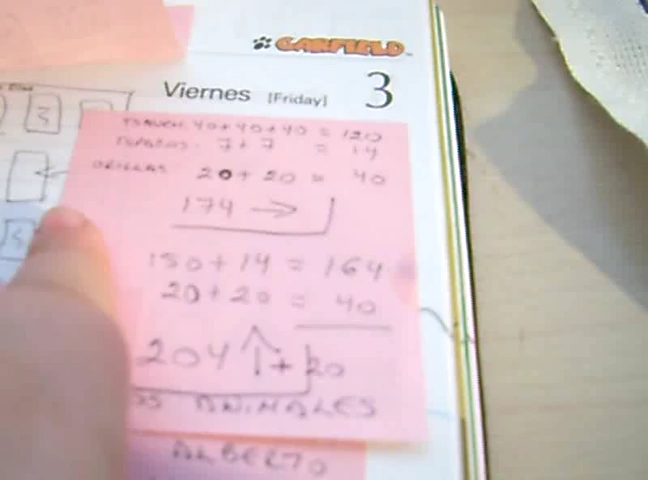 GARFIELD
Viernes [Friday] 3
40+40+40 = 120
7+7 = 14
ORILLAS 20+20 = 40
174 →
150+14 = 164
20+20 = 40
204 ↑+20
ANIMALES
ALBERTO